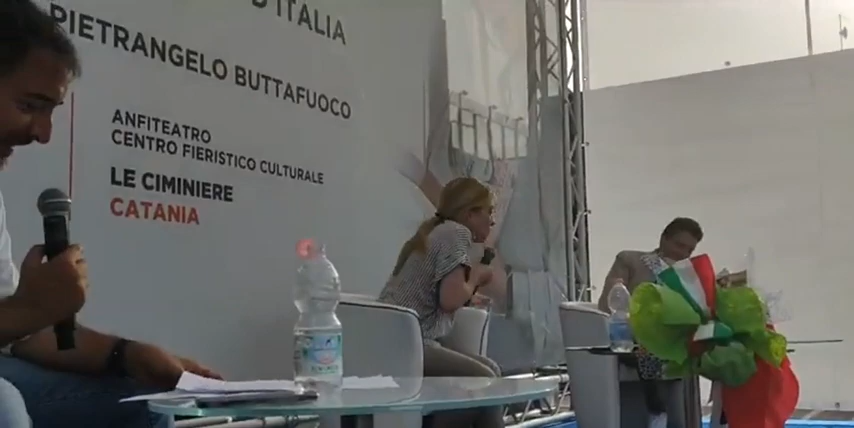 D'ITALIA
PIETRANGELO BUTTAFUOCO
ANFITEATRO
CENTRO FIERISTICO CULTURALE
LE CIMINIERE
CATANIA